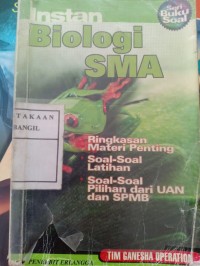 Instan
Seri Buku Soal
Biologi
SMA
TAKAAN
BANGIL
Ringkasan
Materi Penting
Soal-Soal
Latihan
Soal-Soal
Pilihan dari UAN
dan SPMB
PENERBIT ERLANGGA
TIM GANESHA OPERATION